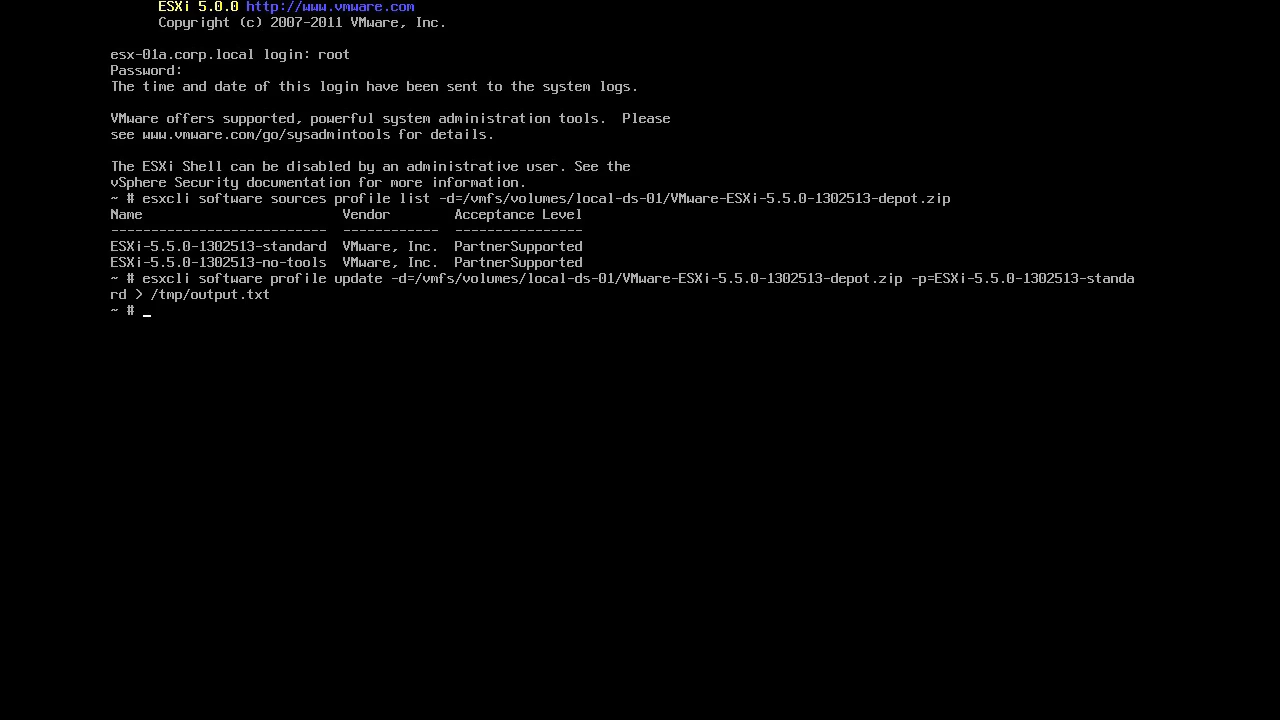 ESXi 5.0.0 http://www.vmware.com
Copyright (c) 2007-2011 VMware, Inc.
esx-01a.corp.local login: root
Password:
The time and date of this login have been sent to the system logs.
VMware offers supported, powerful system administration tools.  Please
see www.vmware.com/go/sysadmintools for details.
The ESXi Shell can be disabled by an administrative user. See the
vSphere Security documentation for more information.
~ # esxcli software sources profile list -d=/vmfs/volumes/local-ds-01/VMware-ESXi-5.5.0-1302513-depot.zip
Name                         Vendor        Acceptance Level
---------------------------  ------------  ----------------
ESXi-5.5.0-1302513-standard  VMware, Inc.  PartnerSupported
ESXi-5.5.0-1302513-no-tools  VMware, Inc.  PartnerSupported
~ # esxcli software profile update -d=/vmfs/volumes/local-ds-01/VMware-ESXi-5.5.0-1302513-depot.zip -p=ESXi-5.5.0-1302513-standa
rd > /tmp/output.txt
~ # _